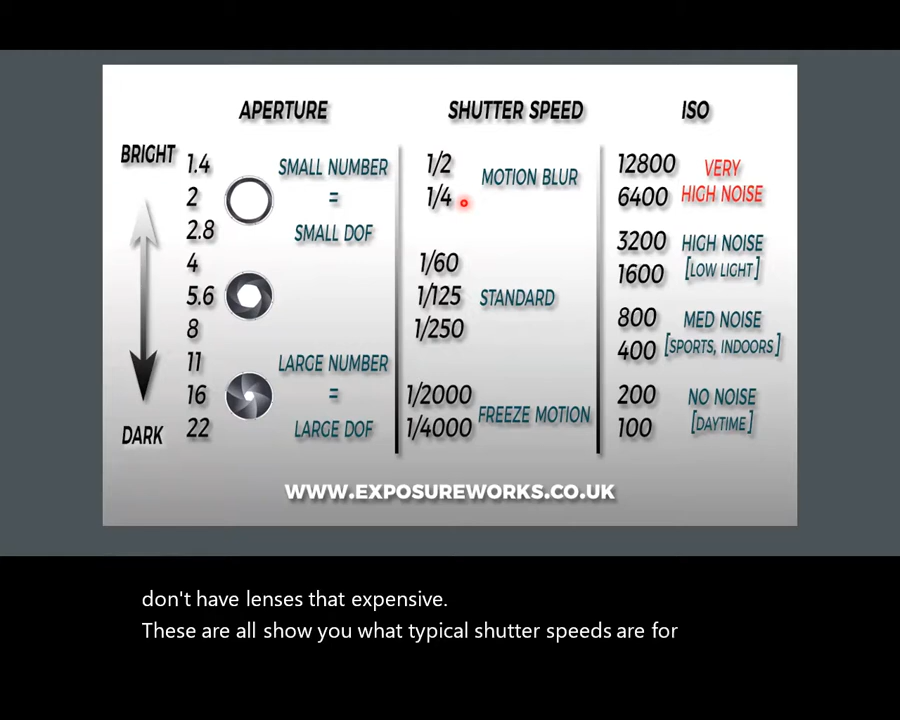 APERTURE
SHUTTER SPEED
ISO
BRIGHT
1.4
2
2.8
4
5.6
8
11
16
22
DARK
SMALL NUMBER
=
SMALL DOF
LARGE NUMBER
=
LARGE DOF
1/2
1/4
MOTION BLUR
1/60
1/125
1/250
STANDARD
1/2000
1/4000
FREEZE MOTION
12800
6400
VERY
HIGH NOISE
3200
1600
HIGH NOISE
[LOW LIGHT]
800
400
MED NOISE
[SPORTS, INDOORS]
200
100
NO NOISE
[DAYTIME]
WWW.EXPOSUREWORKS.CO.UK
don't have lenses that expensive.
These are all show you what typical shutter speeds are for